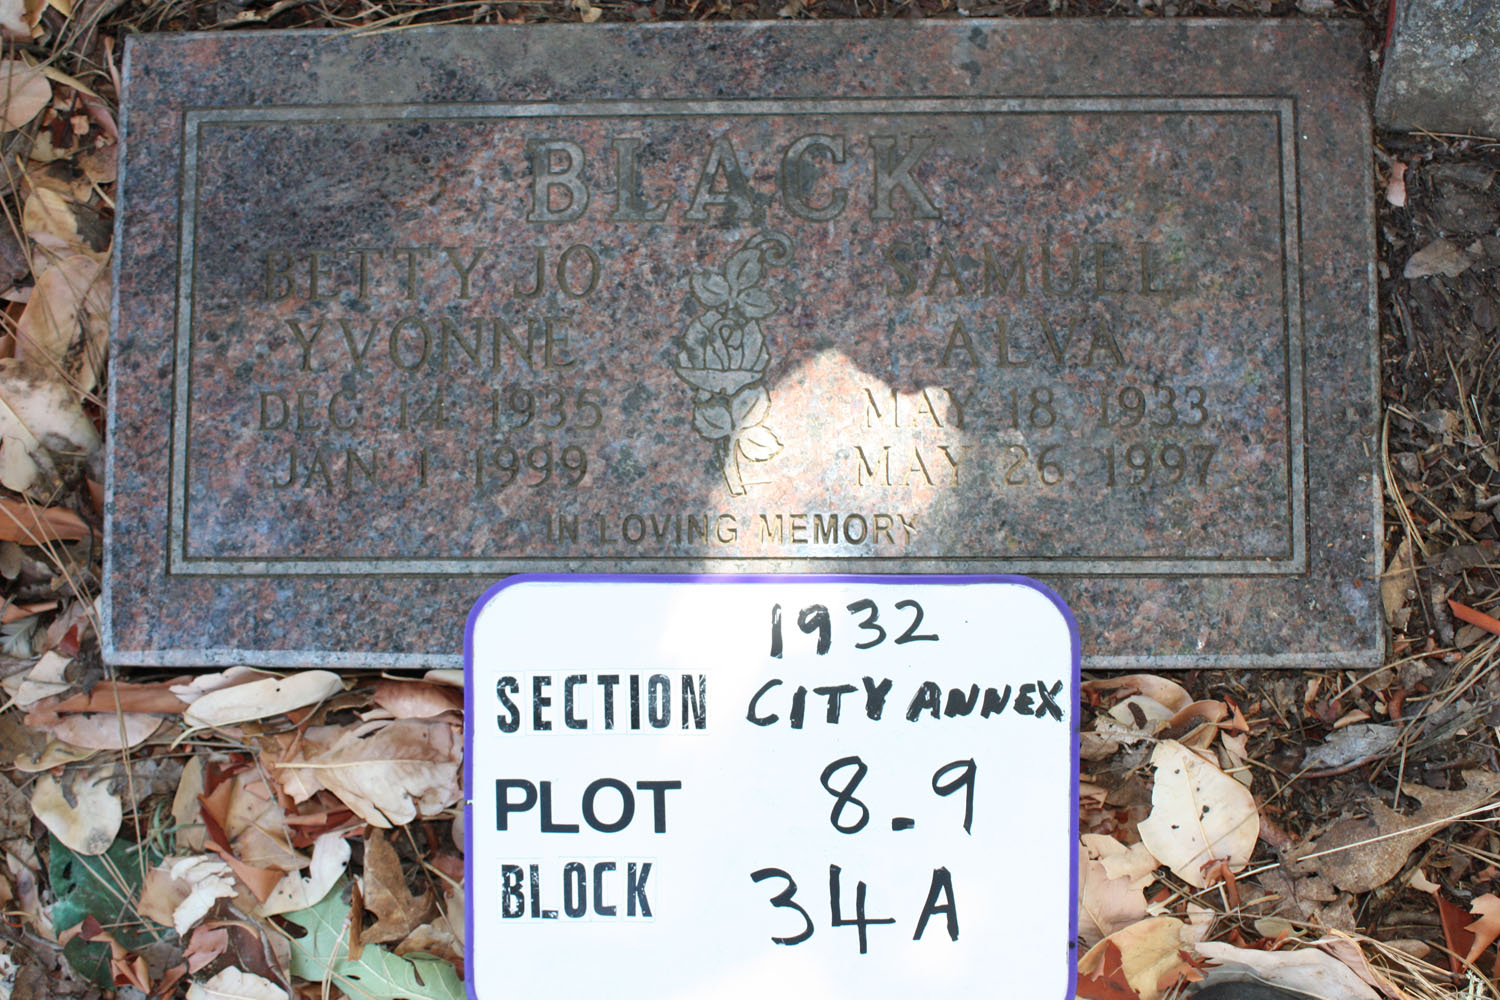 BLACK
BETTY JO
YVONNE
DEC 14 1935
JAN 1 1999
SAMUEL
ALVA
MAY 18 1933
MAY 26 1997
IN LOVING MEMORY
1932
SECTION CITY ANNEX
PLOT 8-9
BLOCK 34A